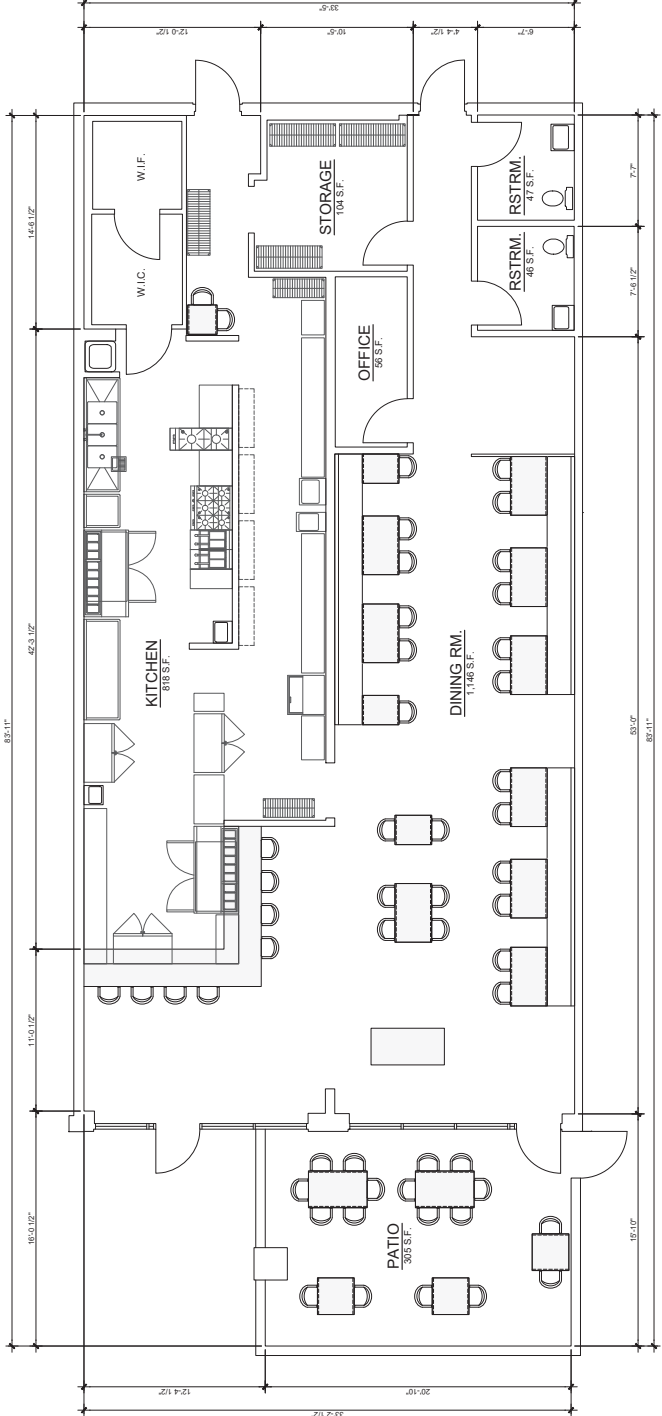 33'-5"
12'-0 1/2"
10'-5"
4'-4 1/2"
6'-7"
W.I.F.
W.I.C.
STORAGE
104 S.F.
RSTRM.
47 S.F.
RSTRM.
46 S.F.
OFFICE
56 S.F.
14'-6 1/2"
7'-7"
7'-6 1/2"
42'-3 1/2"
83'-11"
KITCHEN
818 S.F.
DINING RM.
1,146 S.F.
53'-0"
83'-11"
11'-0 1/2"
16'-0 1/2"
PATIO
305 S.F.
15'-10"
12'-4 1/2"
20'-10"
33'-2 1/2"